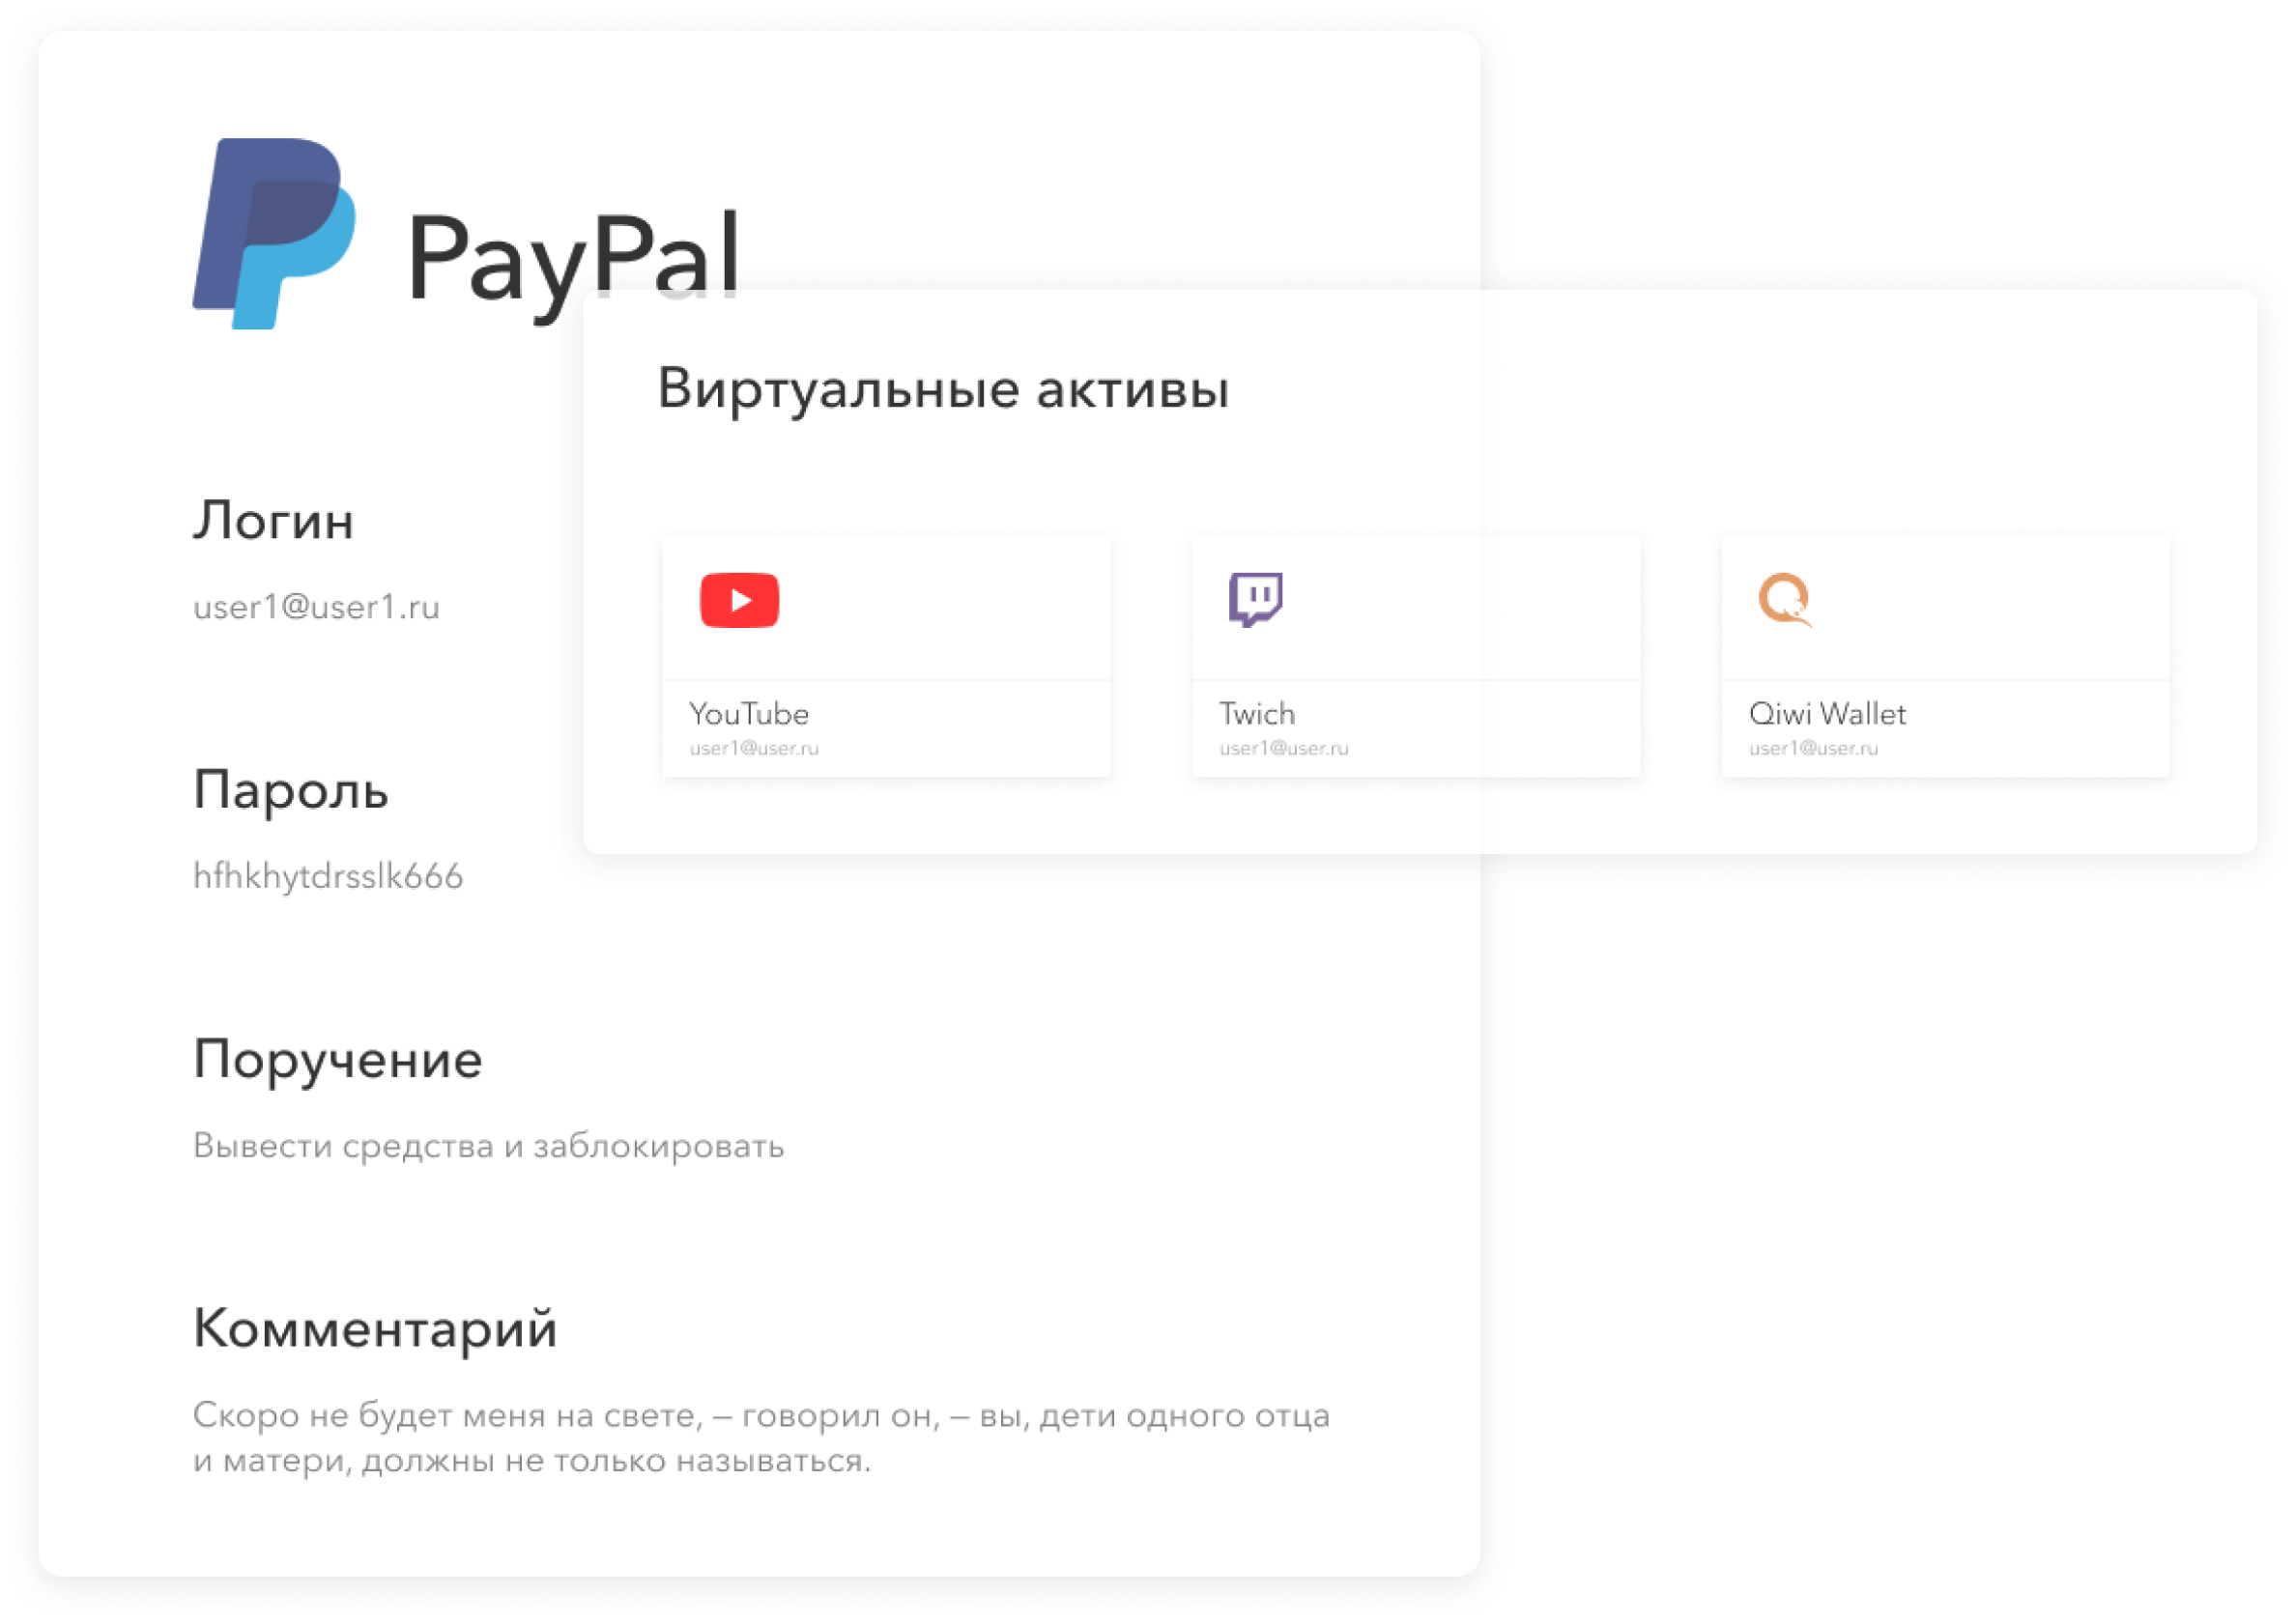 PayPal
Логин
user1@user1.ru
Пароль
hfhkhytdrsslk666
Поручение
Вывести средства и заблокировать
Комментарий
Скоро не будет меня на свете, – говорил он, – вы, дети одного отца
и матери, должны не только называться.
Виртуальные активы
YouTube
user1@user.ru
Twich
user1@user.ru
Qiwi Wallet
user1@user.ru